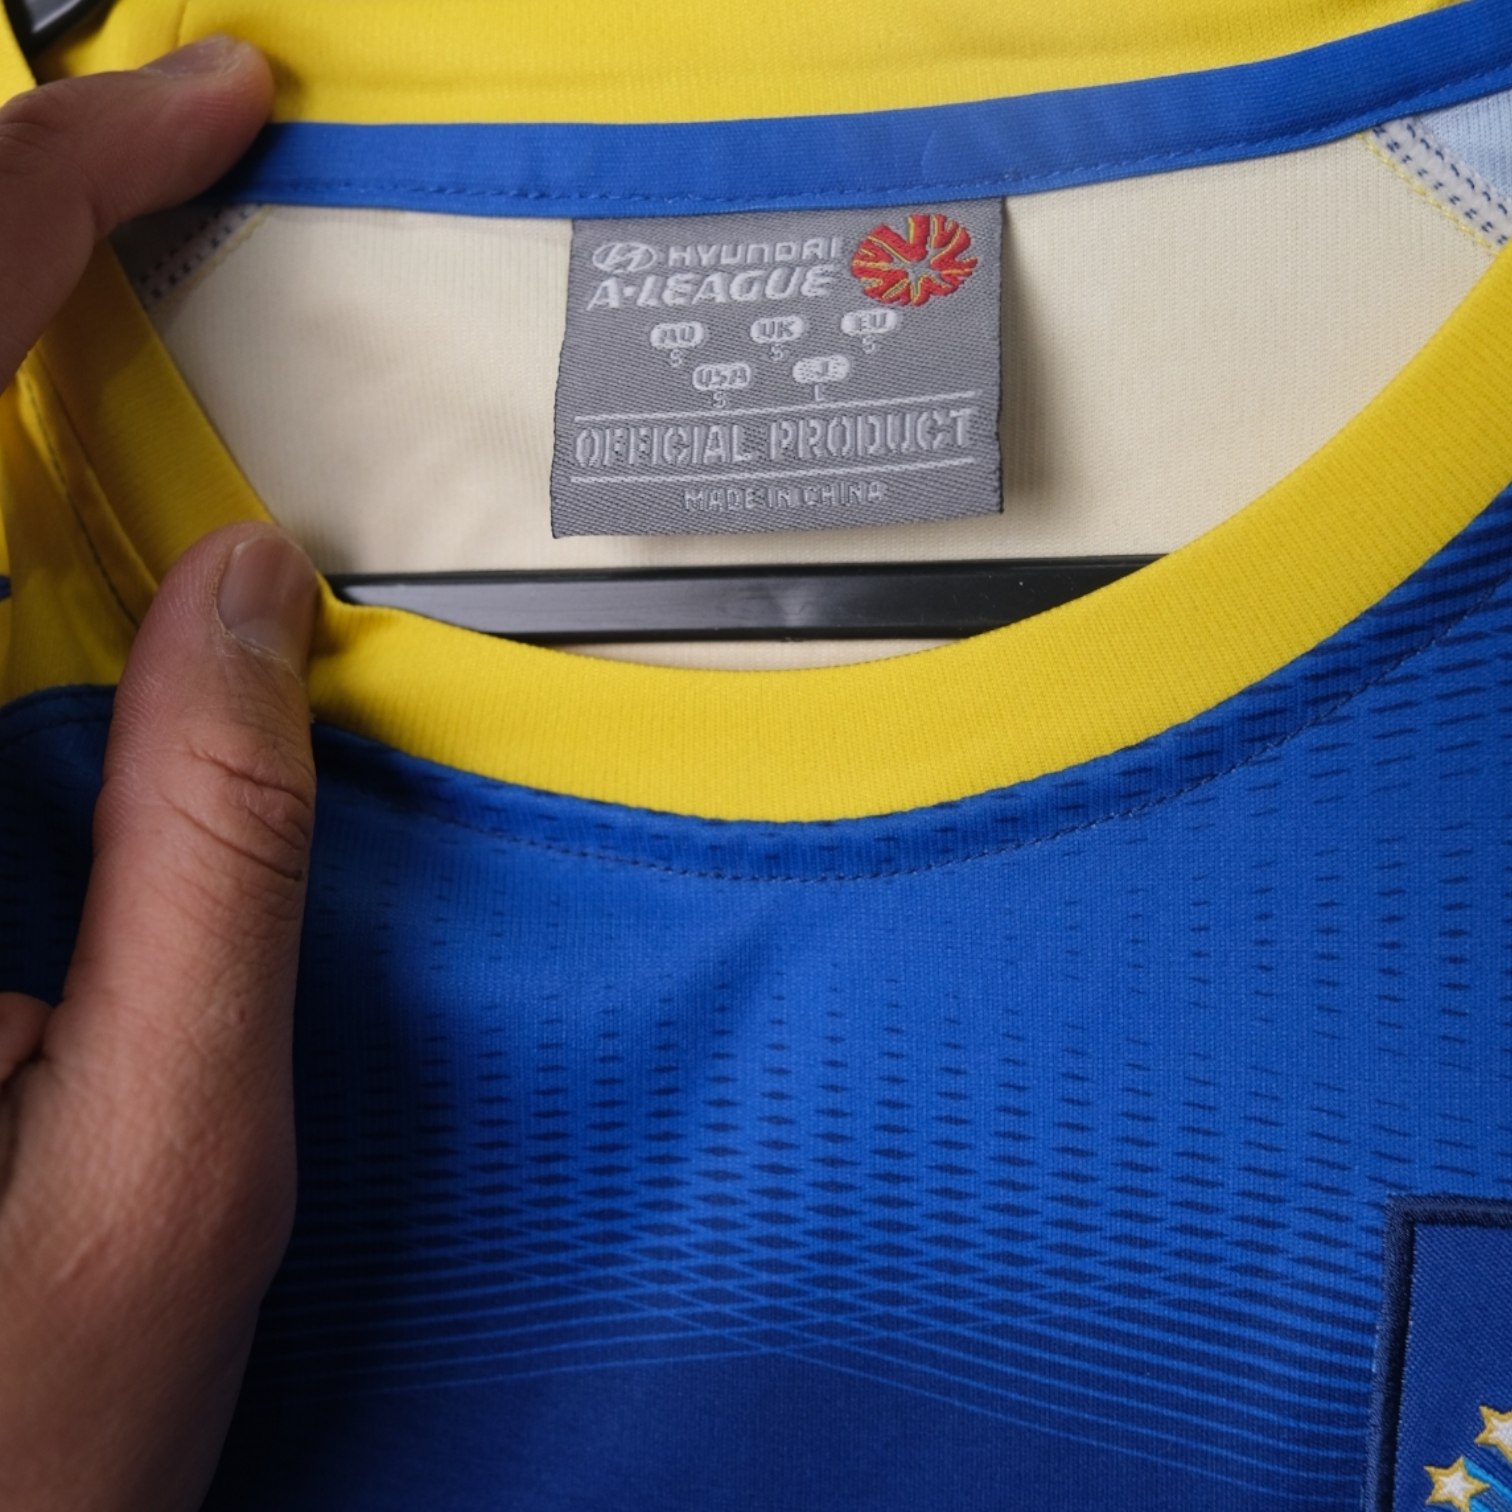 HYUNDAI
A-LEAGUE
AU UK EU
S S S
USA J
S L
OFFICIAL PRODUCT
MADE IN CHINA